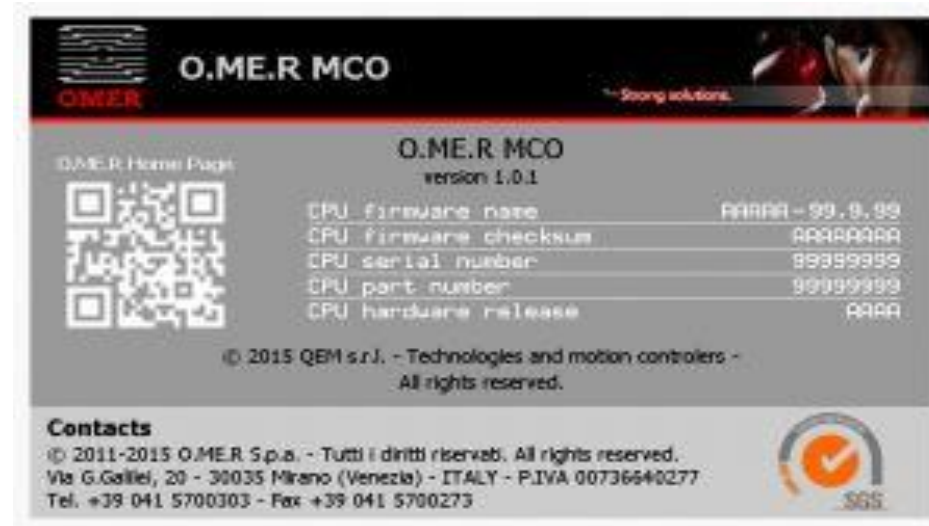 OMER
O.ME.R MCO
Strong solutions.
O.ME.R Home Page
O.ME.R MCO
version 1.0.1
CPU firmware name AAAAA-99.9.99
CPU firmware checksum AAAAAAAA
CPU serial number 99999999
CPU part number 99999999
CPU hardware release AAAA
© 2015 QEM s.r.l. - Technologies and motion controlers -
All rights reserved.
Contacts
© 2011-2015 O.ME.R S.p.a. - Tutti i diritti riservati. All rights reserved.
Via G.Galilei, 20 - 30035 Mirano (Venezia) - ITALY - P.IVA 00736640277
Tel. +39 041 5700303 - Fax +39 041 5700273
SGS